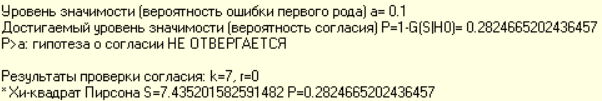 Уровень значимости (вероятность ошибки первого рода) a= 0.1
Достигаемый уровень значимости (вероятность согласия) P=1-G(S|H0)= 0.2824665202436457
P>a: гипотеза о согласии НЕ ОТВЕРГАЕТСЯ
Результаты проверки согласия: k=7, r=0
*Хи-квадрат Пирсона S=7.435201582591482 P=0.2824665202436457